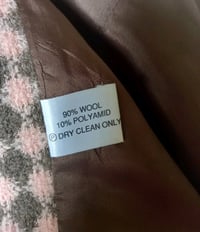 90% WOOL
10% POLYAMID
Ⓟ DRY CLEAN ONLY